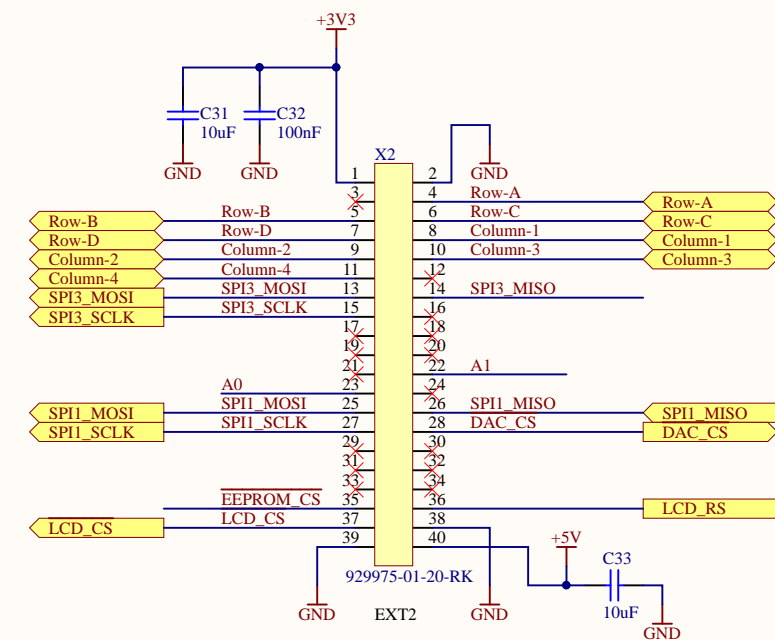 +3V3
C31
10uF
C32
100nF
GND
GND
X2
GND
1
2
3
4
Row-A
Row-A
Row-B
Row-B
5
6
Row-C
Row-C
Row-D
Row-D
7
8
Column-1
Column-1
Column-2
Column-2
9
10
Column-3
Column-3
Column-4
Column-4
11
12
SPI3_MOSI
SPI3_MOSI
13
14
SPI3_MISO
SPI3_SCLK
SPI3_SCLK
15
16
17
18
19
20
21
22
A1
A0
23
24
SPI1_MOSI
SPI1_MOSI
25
26
SPI1_MISO
SPI1_MISO
SPI1_SCLK
SPI1_SCLK
27
28
DAC_CS
DAC_CS
29
30
31
32
33
34
EEPROM_CS
35
36
LCD_RS
LCD_CS
LCD_CS
37
38
39
40
+5V
C33
10uF
929975-01-20-RK
EXT2
GND
GND
GND